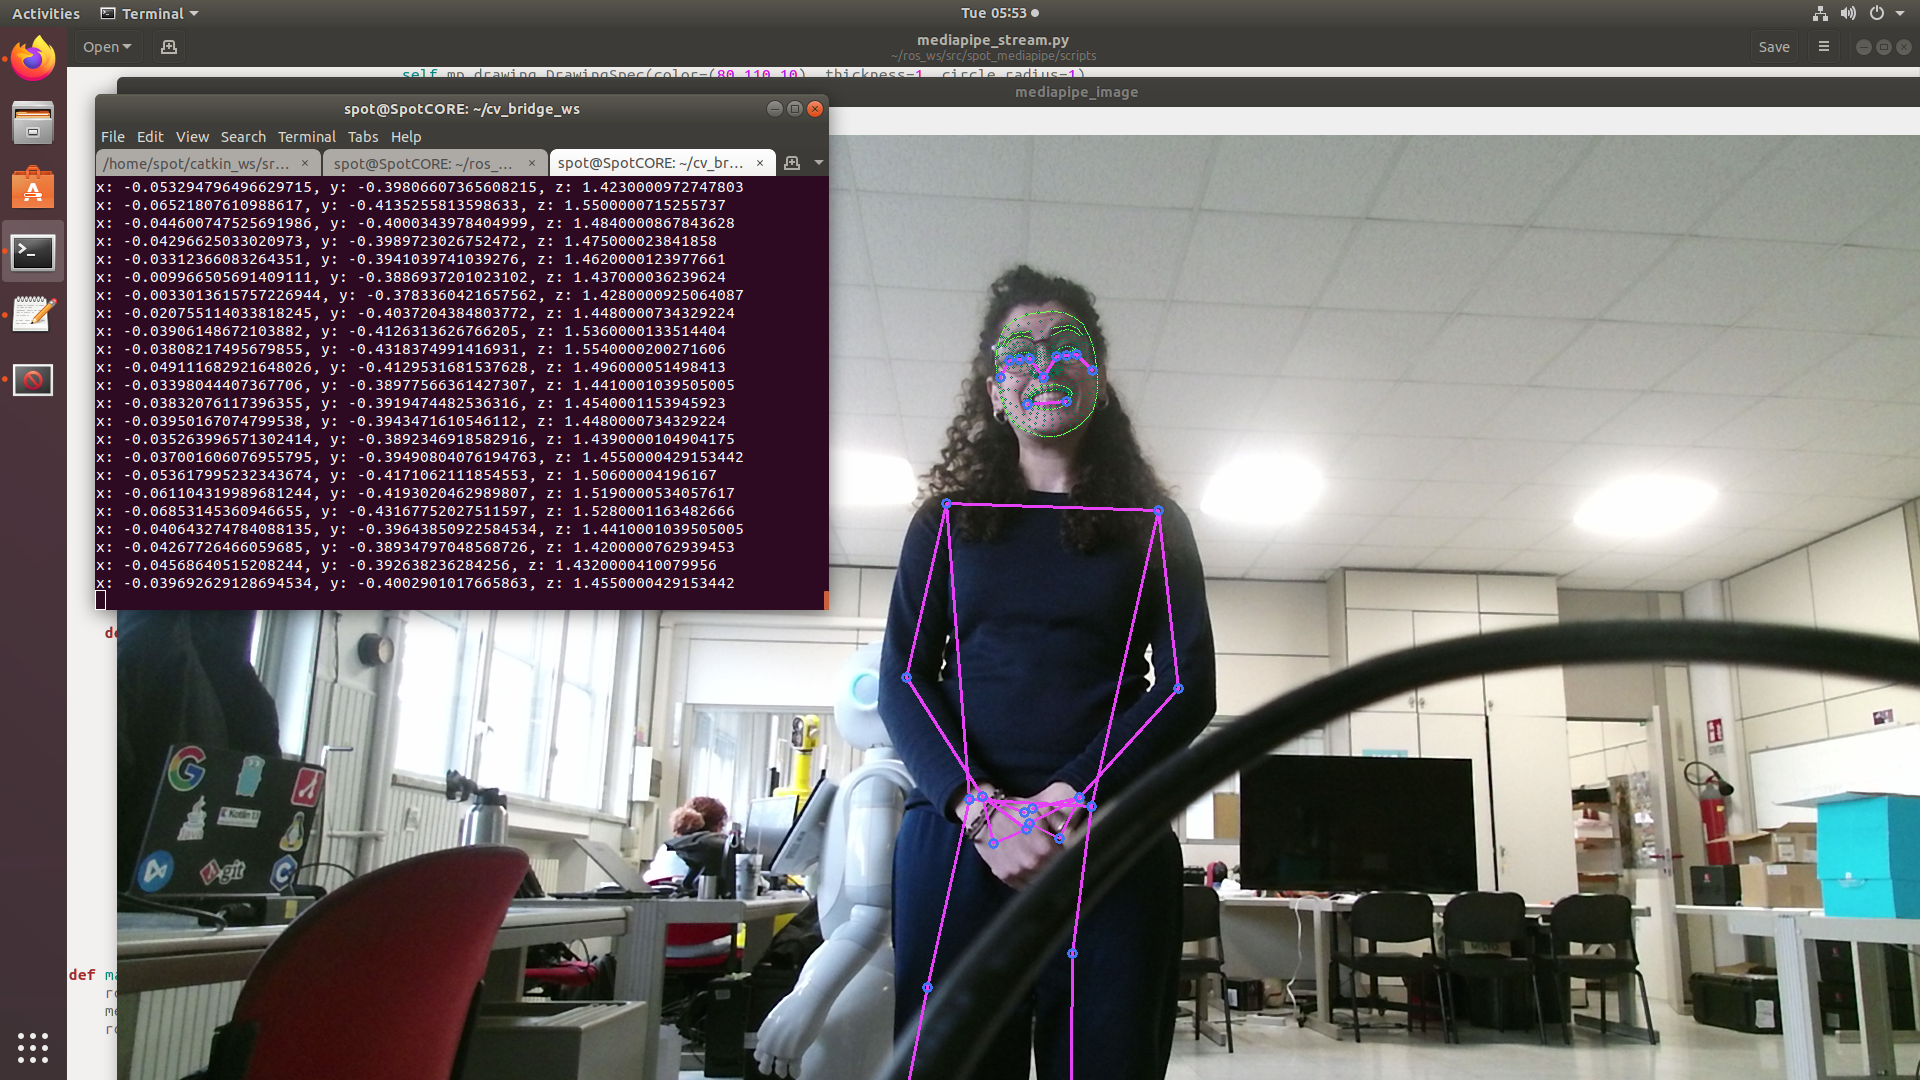 Activities Terminal Tue 05:53
Open mediapipe_stream.py Save
~/ros_ws/src/spot_mediapipe/scripts
self.mp_drawing.DrawingSpec(color=(80,110,10), thickness=1, circle_radius=1)
mediapipe_image
spot@SpotCORE: ~/cv_bridge_ws
File Edit View Search Terminal Tabs Help
/home/spot/catkin_ws/sr... × spot@SpotCORE: ~/ros_... × spot@SpotCORE: ~/cv_br... ×
x: -0.053294796496629715, y: -0.39806607365608215, z: 1.4230000972747803
x: -0.06521807610988617, y: -0.4135255813598633, z: 1.5500000715255737
x: -0.044600747525691986, y: -0.4000343978404999, z: 1.4840000867843628
x: -0.04296625033020973, y: -0.3989723026752472, z: 1.475000023841858
x: -0.03312366083264351, y: -0.3941039741039276, z: 1.4620000123977661
x: -0.009966505691409111, y: -0.38869637201023102, z: 1.437000036239624
x: -0.0033013615757226944, y: -0.3783360421657562, z: 1.4280000925064087
x: -0.020755114033818245, y: -0.4037204384803772, z: 1.4480000734329224
x: -0.03906148672103882, y: -0.4126313626766205, z: 1.5360000133514404
x: -0.03808217495679855, y: -0.4318374991416931, z: 1.5540000200271606
x: -0.049111682921648026, y: -0.4129531681537628, z: 1.496000051498413
x: -0.03398044407367706, y: -0.38977566361427307, z: 1.4410001039505005
x: -0.03832076117396355, y: -0.3919474482536316, z: 1.4540001153945923
x: -0.03950167074799538, y: -0.3943471610546112, z: 1.4480000734329224
x: -0.035263996571302414, y: -0.3892346918582916, z: 1.4390000104904175
x: -0.037001606076955795, y: -0.39490804076194763, z: 1.4550000429153442
x: -0.053617995232343674, y: -0.4171062111854553, z: 1.50600004196167
x: -0.061104319989681244, y: -0.4193020462989807, z: 1.5190000534057617
x: -0.06853145360946655, y: -0.43167752027511597, z: 1.5280001163482666
x: -0.040643274784088135, y: -0.396438509225845​34, z: 1.4410001039505005
x: -0.04267726466059685, y: -0.38934797048568726, z: 1.4200000762939453
x: -0.04568640515208244, y: -0.392638236284256, z: 1.4320000410079956
x: -0.039692629128694534, y: -0.4002901017665863, z: 1.4550000429153442
def
Java
Kotlin
git
C